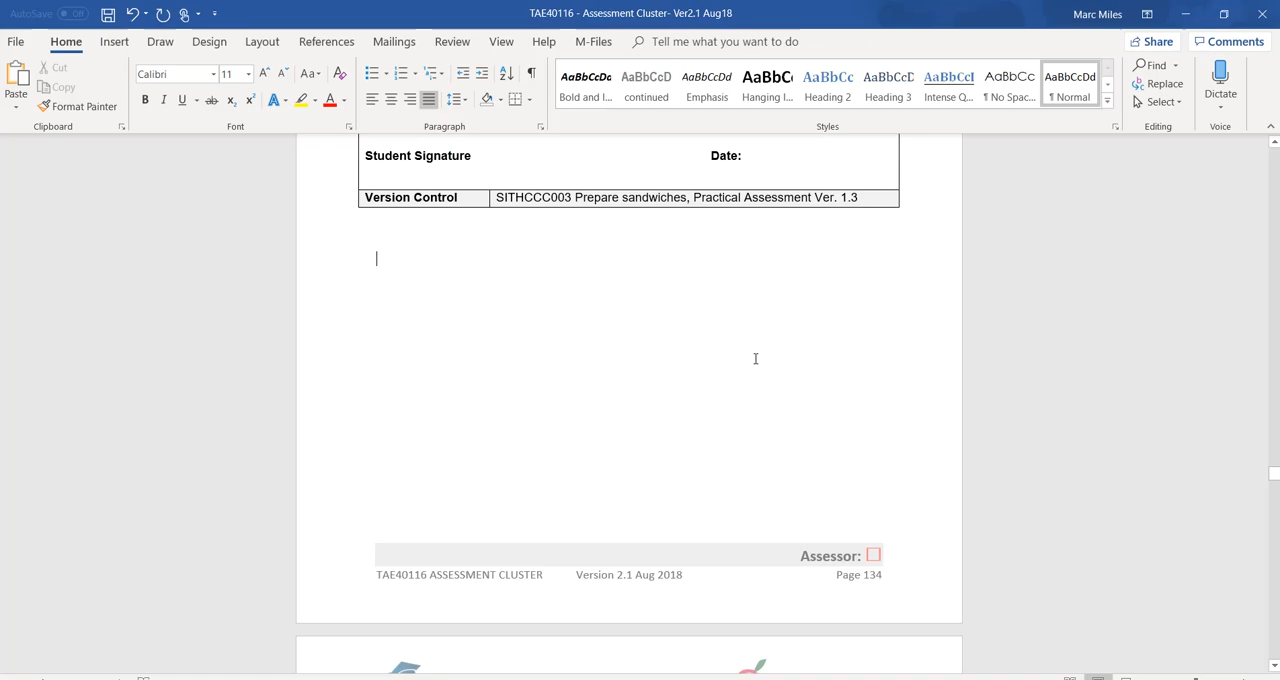 AutoSave Off
TAE40116 - Assessment Cluster- Ver2.1 Aug18
Marc Miles
File Home Insert Draw Design Layout References Mailings Review View Help M-Files Tell me what you want to do
Share Comments
Paste
Cut
Copy
Format Painter
Clipboard
Calibri 11
Font
Paragraph
AaBbCcDc AaBbCcD AaBbCcDd AaBbCc AaBbCc AaBbCcD AaBbCcI AaBbCc AaBbCcDd
Bold and I... continued Emphasis Hanging I... Heading 2 Heading 3 Intense Q... ¶ No Spac... ¶ Normal
Styles
Find
Replace
Select
Editing
Dictate
Voice
Student Signature Date:
Version Control SITHCCC003 Prepare sandwiches, Practical Assessment Ver. 1.3
Assessor:
TAE40116 ASSESSMENT CLUSTER Version 2.1 Aug 2018 Page 134